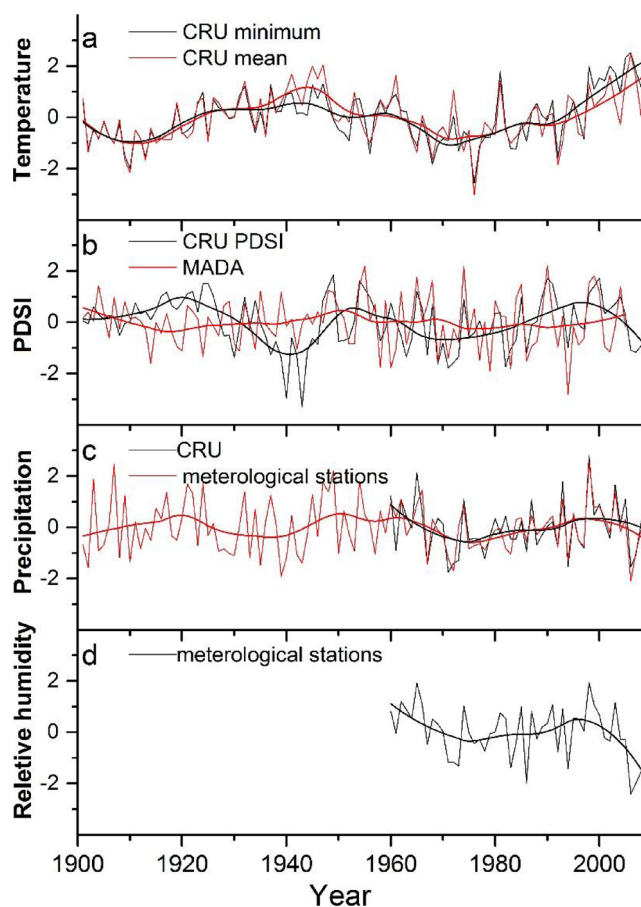 a
CRU minimum
CRU mean
Temperature
2
0
-2
b
CRU PDSI
MADA
PDSI
2
0
-2
c
CRU
meterological stations
Precipitation
2
0
-2
d
meterological stations
Reletive humidity
2
0
-2
1900 1920 1940 1960 1980 2000
Year